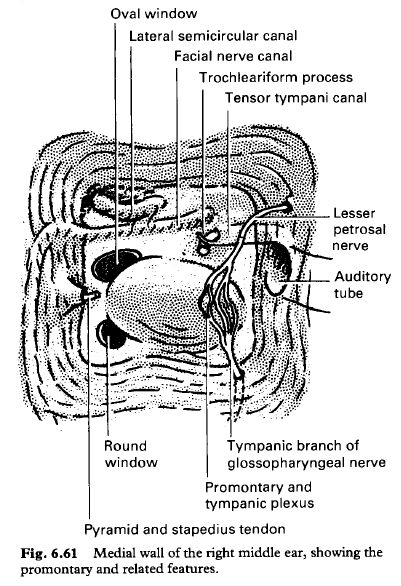 Oval window
Lateral semicircular canal
Facial nerve canal
Trochleariform process
Tensor tympani canal
Lesser
petrosal
nerve
Auditory
tube
Round
window
Tympanic branch of
glossopharyngeal nerve
Promontary and
tympanic plexus
Pyramid and stapedius tendon
Fig. 6.61 Medial wall of the right middle ear, showing the
promontary and related features.